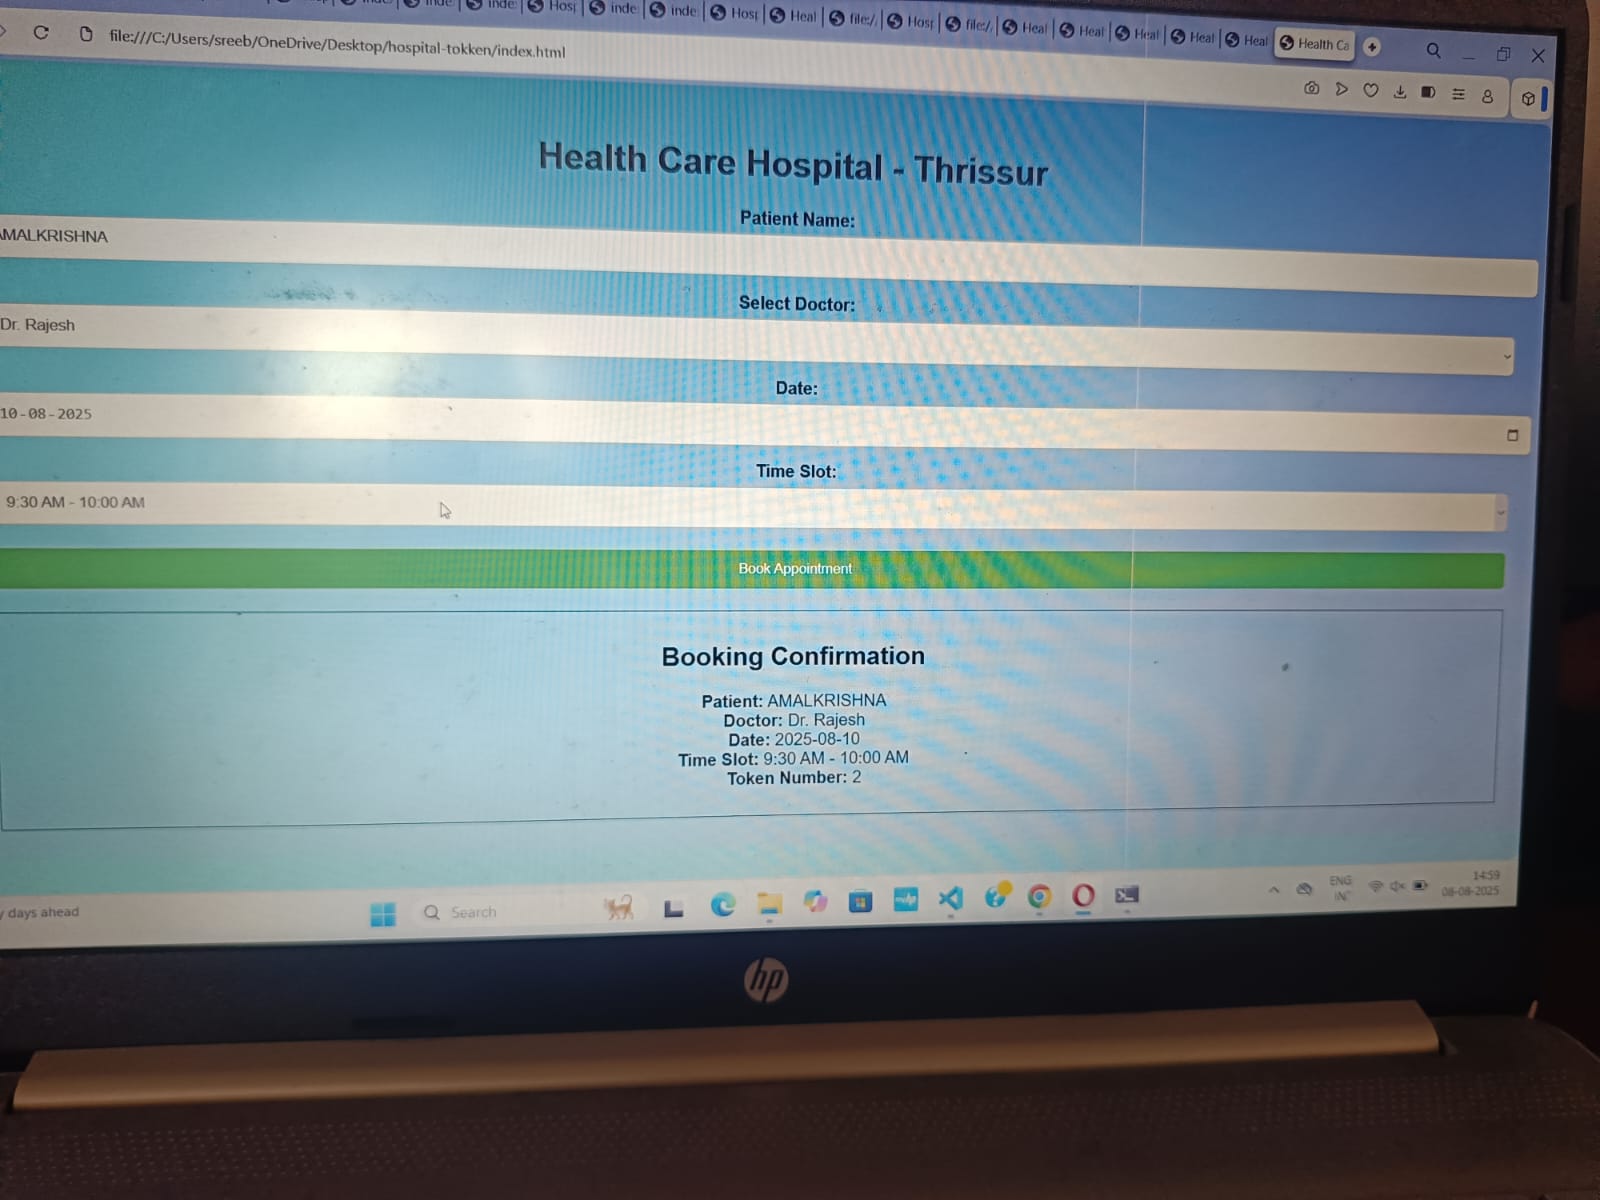 inde
inde
Hosp
Heal
file:/.
Hosp
file:/.
Heal
Heal
Heal
Heal
Heal
Health Ca
file:///C:/Users/sreeb/OneDrive/Desktop/hospital-tokken/index.html
Health Care Hospital - Thrissur
Patient Name:
AMALKRISHNA
Select Doctor:
Dr. Rajesh
Date:
10-08-2025
Time Slot:
9:30 AM - 10:00 AM
Book Appointment
Booking Confirmation
Patient: AMALKRISHNA
Doctor: Dr. Rajesh
Date: 2025-08-10
Time Slot: 9:30 AM - 10:00 AM
Token Number: 2
days ahead
Search
ENG
IN
14:59
08-08-2025
hp